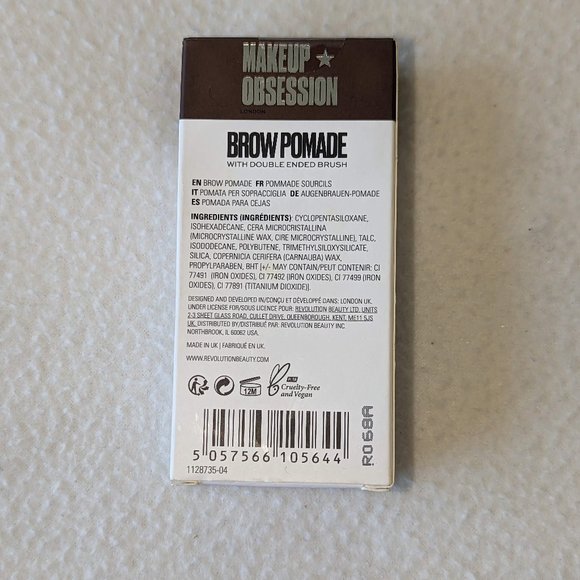 MAKEUP ★
OBSESSION
LONDON
BROW POMADE
WITH DOUBLE ENDED BRUSH
EN BROW POMADE FR POMMADE SOURCILS
IT POMATA PER SOPRACCIGLIA DE AUGENBRAUEN-POMADE
ES POMADA PARA CEJAS
INGREDIENTS (INGRÉDIENTS): CYCLOPENTASILOXANE,
ISOHEXADECANE, CERA MICROCRISTALLINA
(MICROCRYSTALLINE WAX, CIRE MICROCRYSTALLINE), TALC,
ISODODECANE, POLYBUTENE, TRIMETHYLSILOXYSILICATE,
SILICA, COPERNICIA CERIFERA (CARNAUBA) WAX,
PROPYLPARABEN, BHT [+/- MAY CONTAIN/PEUT CONTENIR: CI
77491 (IRON OXIDES), CI 77492 (IRON OXIDES), CI 77499 (IRON
OXIDES), CI 77891 (TITANIUM DIOXIDE)].
DESIGNED AND DEVELOPED IN/CONÇU ET DÉVELOPPÉ DANS: LONDON UK.
UNDER LICENSE FOR/SOUS LICENCE POUR: REVOLUTION BEAUTY LTD. UNITS
2-3 SHEET GLASS ROAD, CULLET DRIVE, QUEENBOROUGH, KENT, ME11 5JS
UK. DISTRIBUTED BY/DISTRIBUÉ PAR: REVOLUTION BEAUTY INC.
NORTHBROOK, IL 60062 USA.
MADE IN UK | FABRIQUÉ EN UK.
WWW.REVOLUTIONBEAUTY.COM
12M
Cruelty-Free
and Vegan
5 057566 105644
1128735-04
R068A